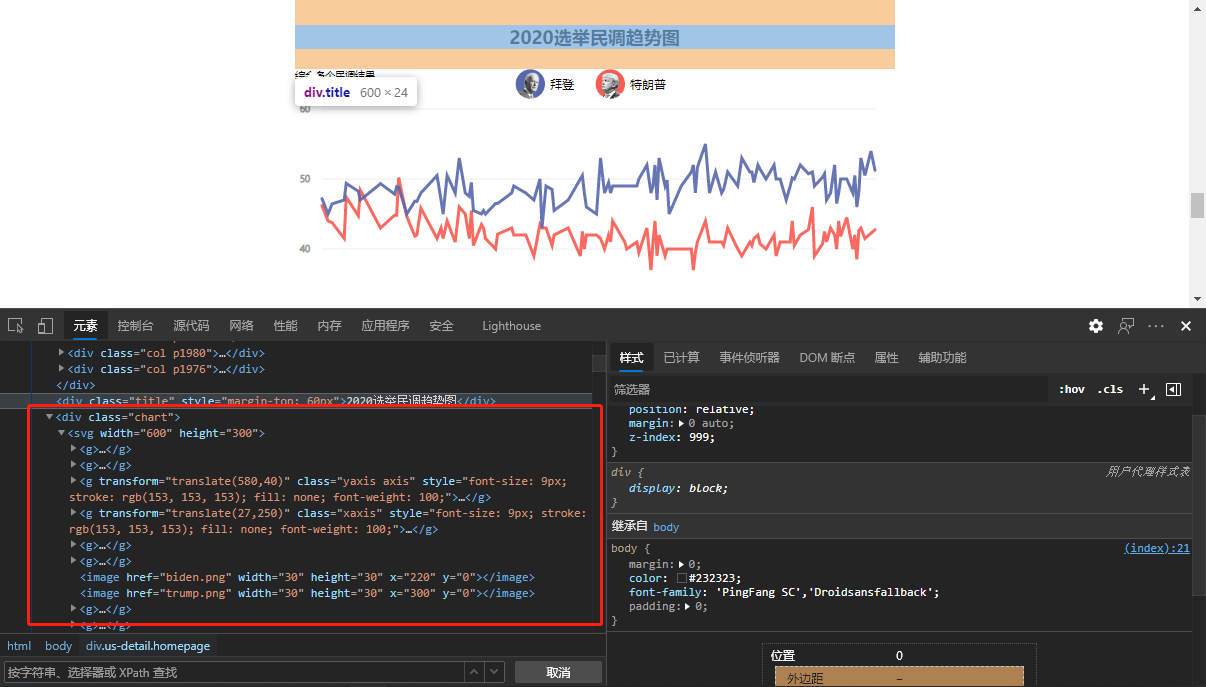 2020选举民调趋势图
拜登
特朗普
div.title 600 × 24
60
50
40
元素 控制台 源代码 网络 性能 内存 应用程序 安全 Lighthouse
<div class="col p1980">…</div>
<div class="col p1976">…</div>
</div>
<div class="title" style="margin-top: 60px">2020选举民调趋势图</div>
<div class="chart">
<svg width="600" height="300">
<g>…</g>
<g>…</g>
<g transform="translate(580,40)" class="yaxis axis" style="font-size: 9px;
stroke: rgb(153, 153, 153); fill: none; font-weight: 100;">…</g>
<g transform="translate(27,250)" class="xaxis" style="font-size: 9px; stroke:
rgb(153, 153, 153); fill: none; font-weight: 100;">…</g>
<g>…</g>
<g>…</g>
<image href="biden.png" width="30" height="30" x="220" y="0"></image>
<image href="trump.png" width="30" height="30" x="300" y="0"></image>
<g>…</g>
<g>…</g>
html body div.us-detail.homepage
按字符串、选择器或 XPath 查找
取消
样式 已计算 事件侦听器 DOM 断点 属性 辅助功能
筛选器
:hov .cls
position: relative;
margin: 0 auto;
z-index: 999;
}
div {
用户代理样式表
display: block;
}
继承自 body
body {
(index):21
margin: 0;
color: #232323;
font-family: 'PingFang SC','Droidsansfallback';
padding: 0;
}
位置 0
外边距 –